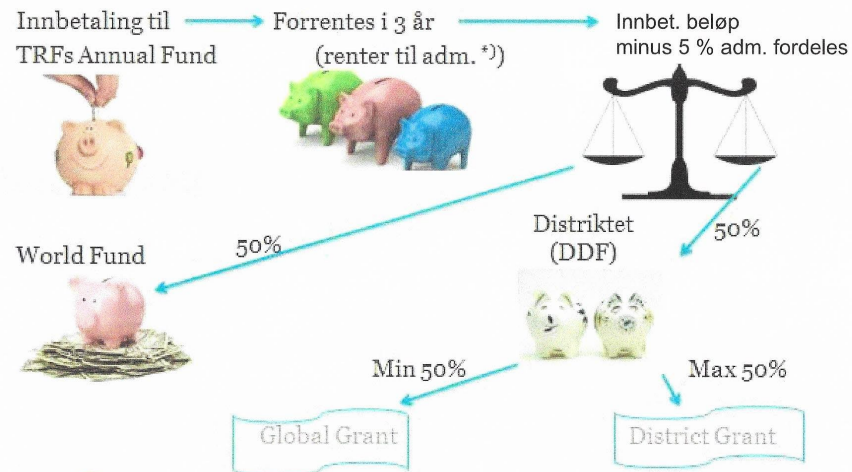 Innbetaling til
TRFs Annual Fund
Forrentes i 3 år
(renter til adm. *))
Innbet. beløp
minus 5 % adm. fordeles
50%
50%
World Fund
Distriktet
(DDF)
Min 50%
Max 50%
Global Grant
District Grant